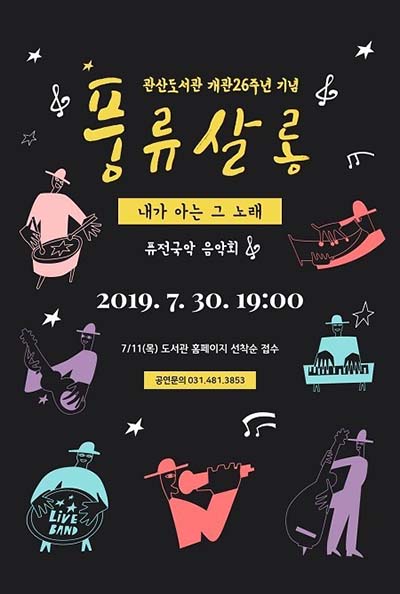 관산도서관 개관26주년 기념
풍류살롱
내가 아는 그 노래
퓨전국악 음악회
2019. 7. 30. 19:00
7/11(목) 도서관 홈페이지 선착순 접수
공연문의 031.481.3853
LIVE
BAND